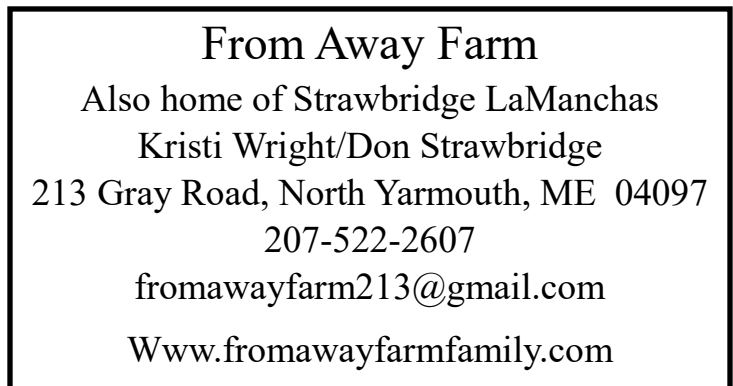 From Away Farm
Also home of Strawbridge LaManchas
Kristi Wright/Don Strawbridge
213 Gray Road, North Yarmouth, ME  04097
207-522-2607
fromawayfarm213@gmail.com
Www.fromawayfarmfamily.com